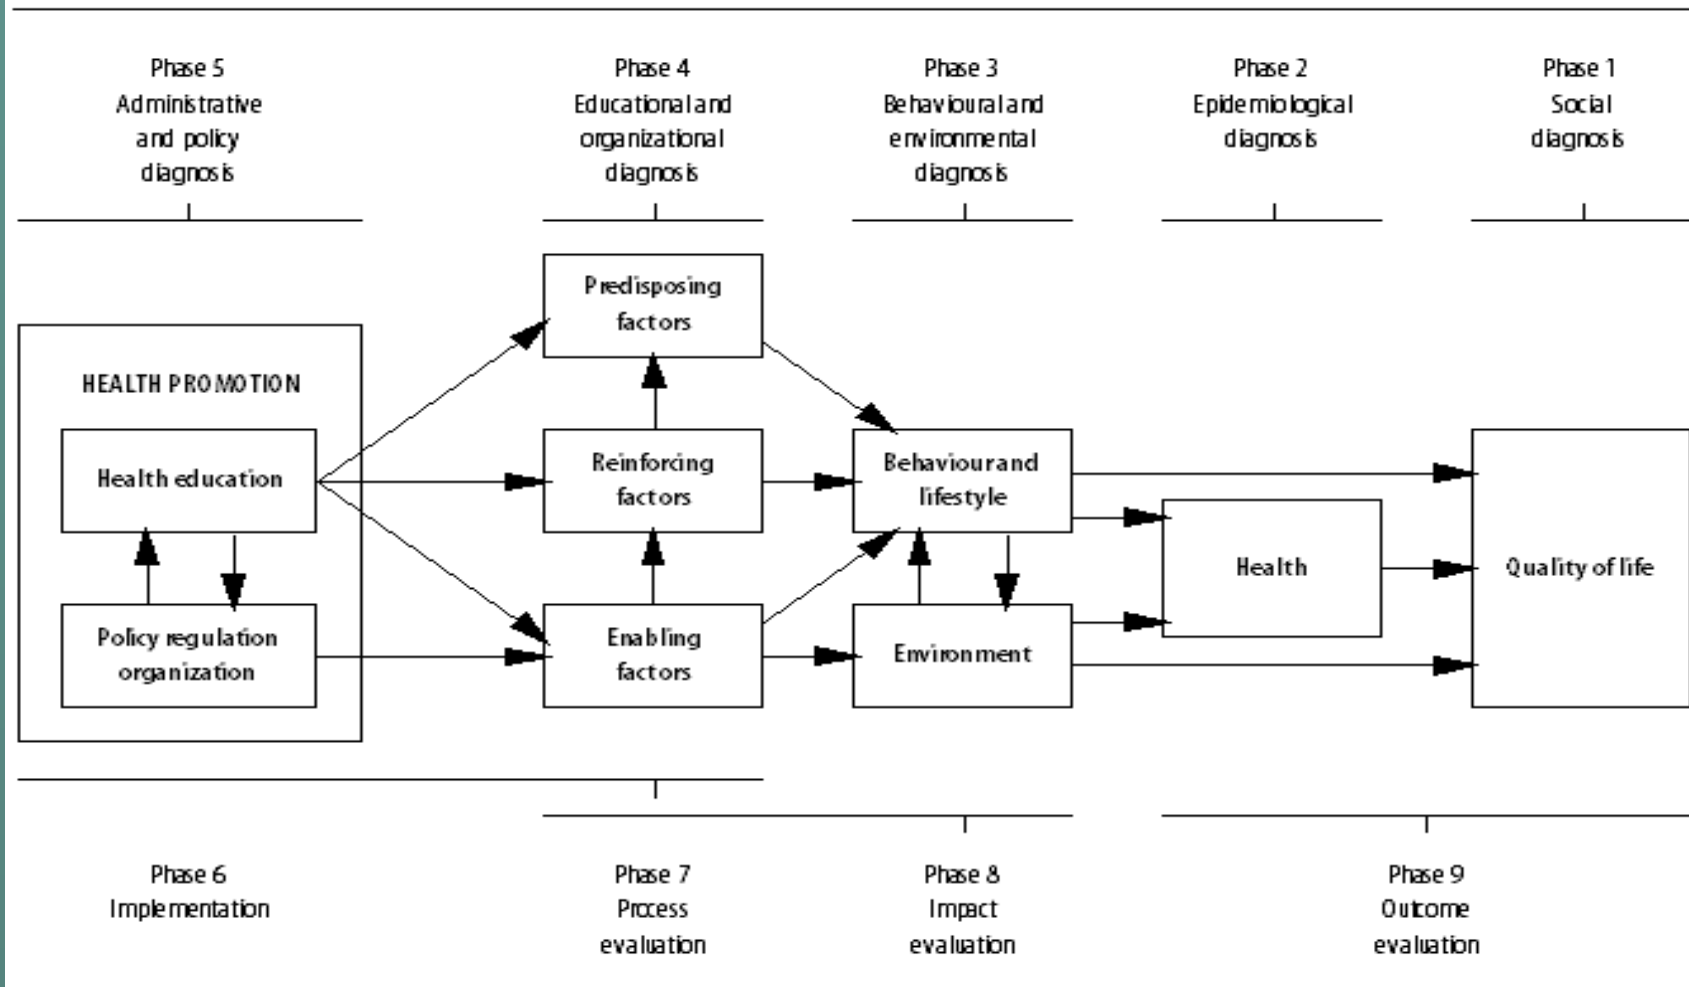 Phase 5
Administrative
and policy
diagnosis
Phase 4
Educational and
organizational
diagnosis
Phase 3
Behavioural and
environmental
diagnosis
Phase 2
Epidemiological
diagnosis
Phase 1
Social
diagnosis
HEALTH PROMOTION
Health education
Policy regulation
organization
Predisposing
factors
Reinforcing
factors
Enabling
factors
Behaviour and
lifestyle
Environment
Health
Quality of life
Phase 6
Implementation
Phase 7
Process
evaluation
Phase 8
Impact
evaluation
Phase 9
Outcome
evaluation